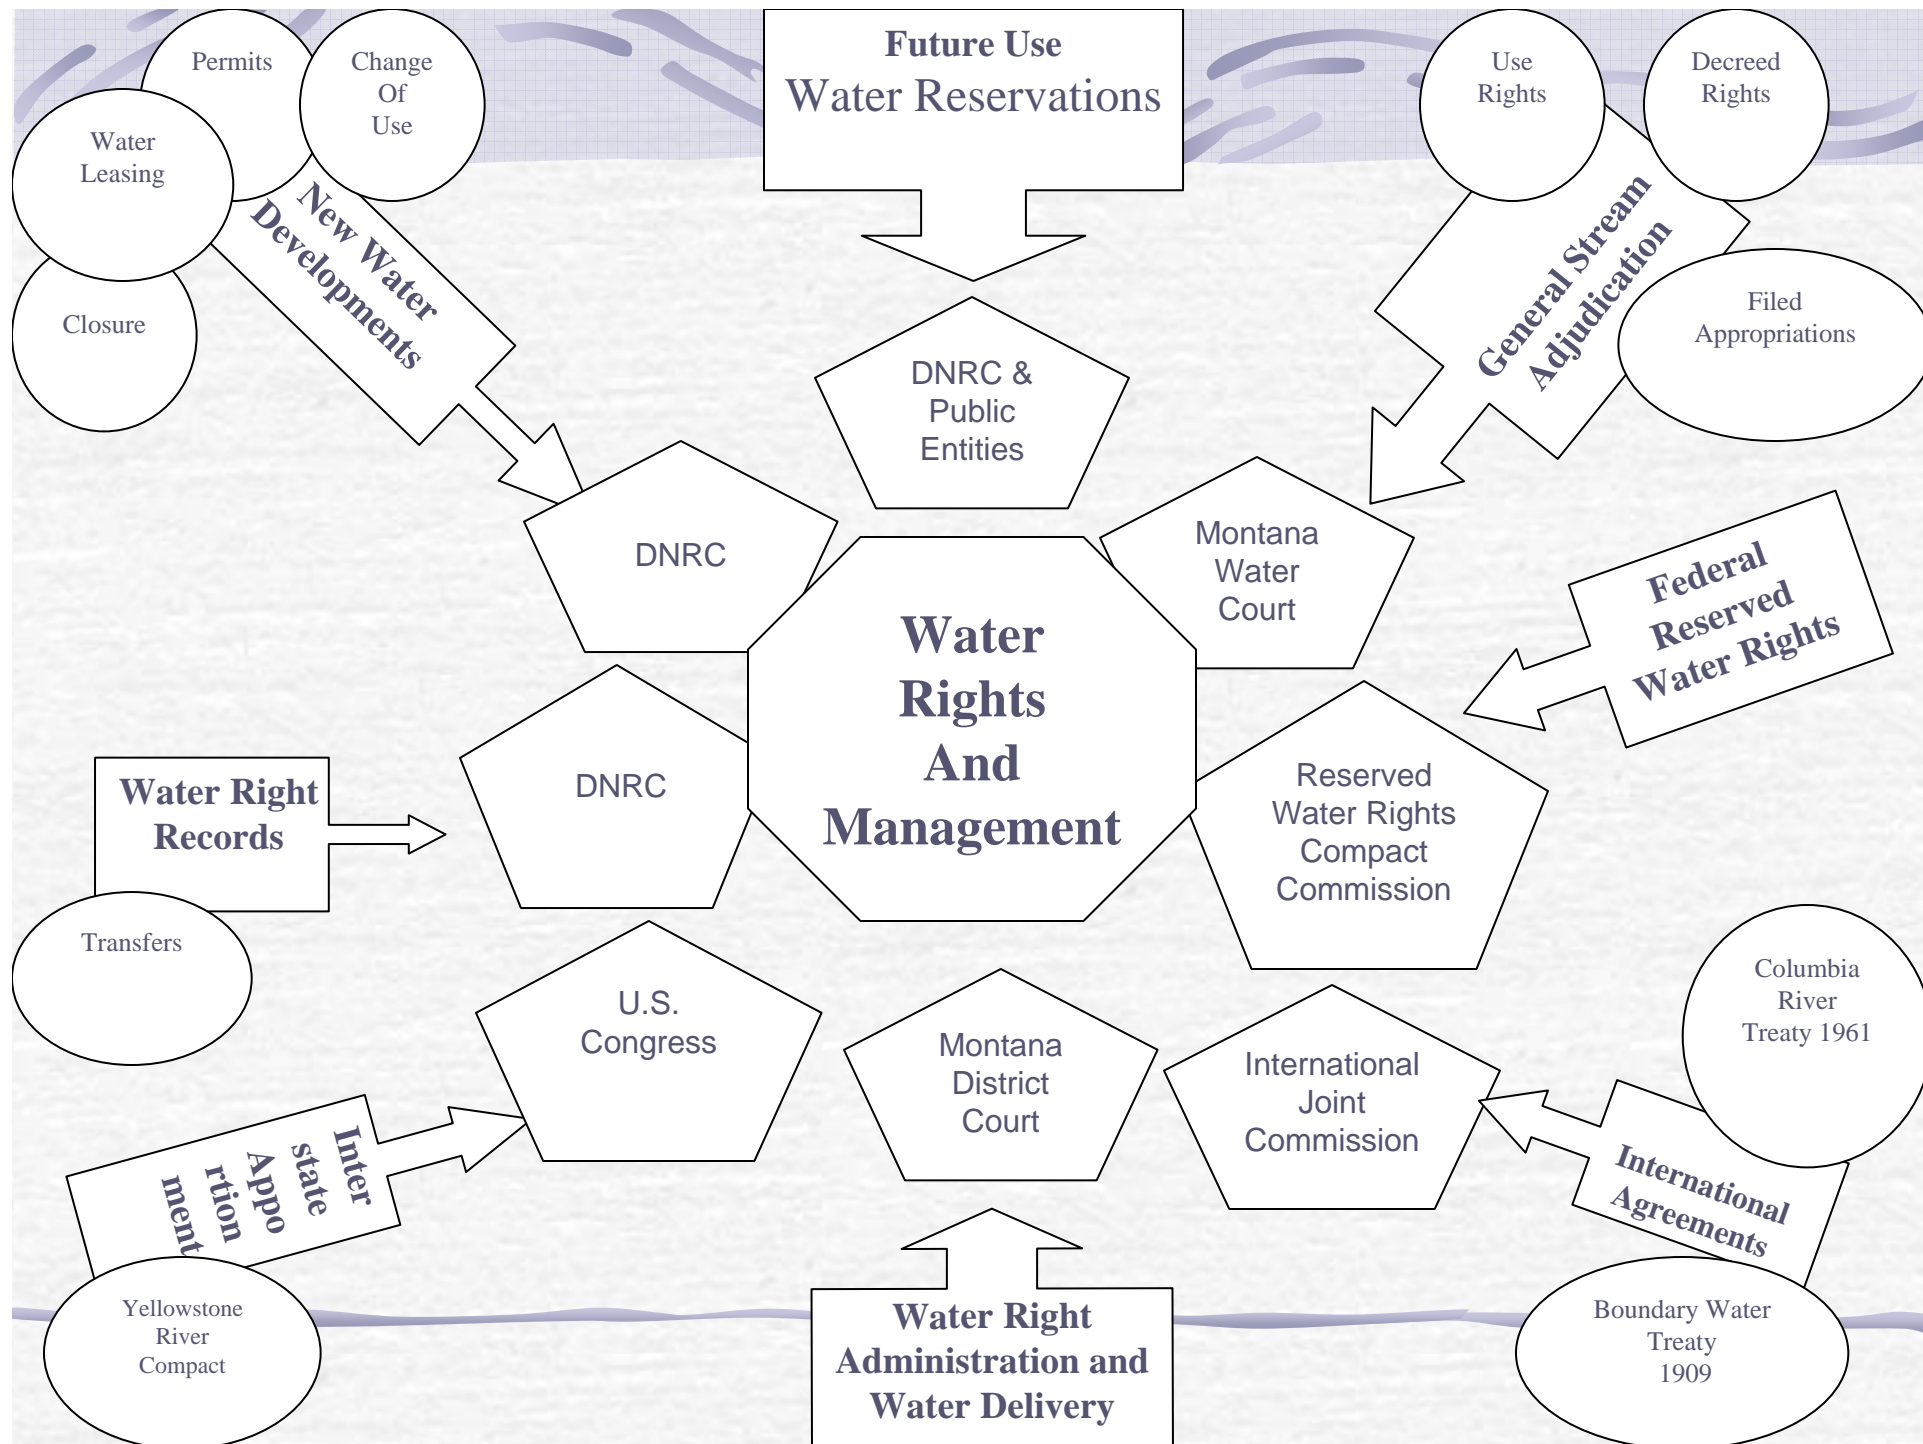 Permits
Change
Of
Use
Water
Leasing
Closure
New Water
Developments
Future Use
Water Reservations
Use
Rights
Decreed
Rights
Filed
Appropriations
General Stream
Adjudication
DNRC &
Public
Entities
DNRC
Montana
Water
Court
Federal
Reserved
Water Rights
Water
Rights
And
Management
Water Right
Records
Transfers
DNRC
Reserved
Water Rights
Compact
Commission
U.S.
Congress
Montana
District
Court
International
Joint
Commission
Columbia
River
Treaty 1961
International
Agreements
Boundary Water
Treaty
1909
Inter
state
Appo
rtion
ment
Yellowstone
River
Compact
Water Right
Administration and
Water Delivery